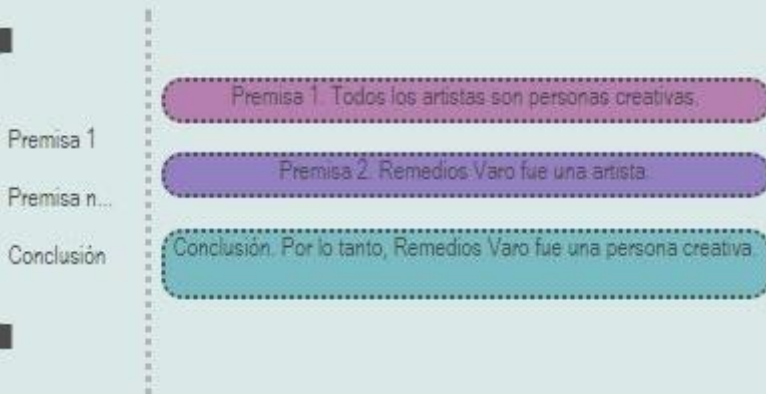 Premisa 1
Premisa n...
Conclusión
Premisa 1. Todos los artistas son personas creativas.
Premisa 2. Remedios Varo fue una artista.
Conclusión. Por lo tanto, Remedios Varo fue una persona creativa.